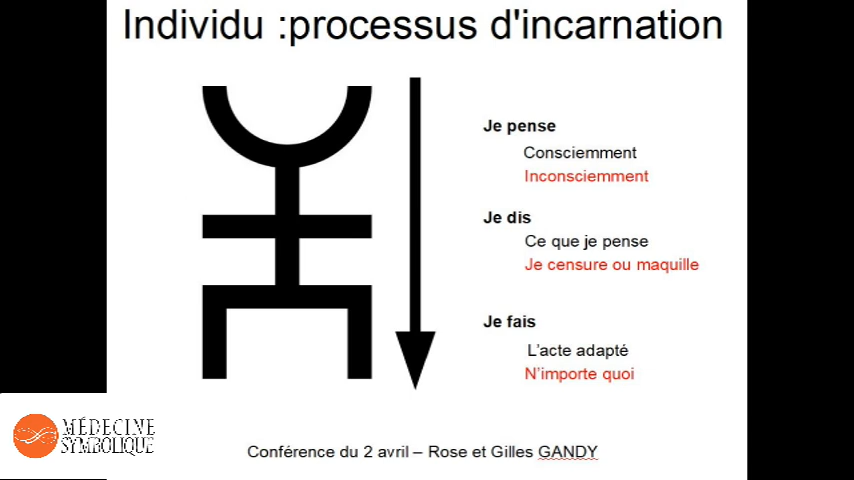 Individu :processus d'incarnation
Je pense
Consciemment
Inconsciemment
Je dis
Ce que je pense
Je censure ou maquille
Je fais
L'acte adapté
N'importe quoi
MÉDECINE
SYMBOLIQUE
Conférence du 2 avril – Rose et Gilles GANDY